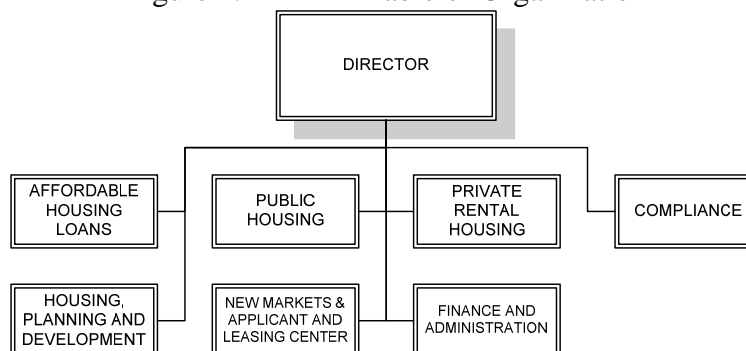 DIRECTOR
AFFORDABLE
HOUSING
LOANS
PUBLIC
HOUSING
PRIVATE
RENTAL
HOUSING
COMPLIANCE
HOUSING,
PLANNING AND
DEVELOPMENT
NEW MARKETS &
APPLICANT AND
LEASING CENTER
FINANCE AND
ADMINISTRATION